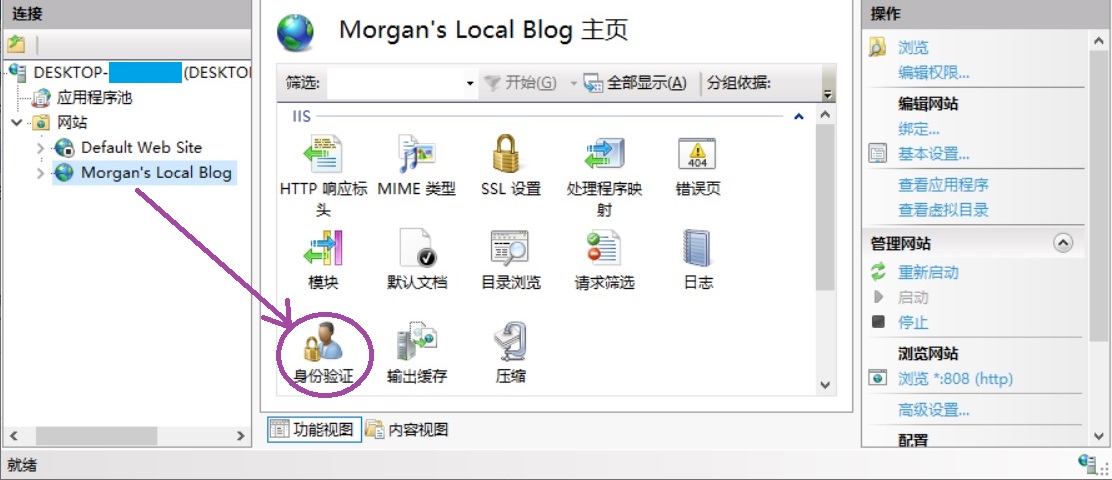 连接
DESKTOP-
(DESKTO
应用程序池
网站
Default Web Site
Morgan's Local Blog
Morgan's Local Blog 主页
筛选:
开始(G)
全部显示(A)
分组依据:
IIS
HTTP 响应标
头
MIME 类型
SSL 设置
处理程序映
射
404
错误页
模块
默认文档
目录浏览
请求筛选
日志
身份验证
输出缓存
压缩
功能视图
内容视图
操作
浏览
编辑权限...
编辑网站
绑定...
基本设置...
查看应用程序
查看虚拟目录
管理网站
重新启动
启动
停止
浏览网站
浏览 *:808 (http)
高级设置...
配置
就绪